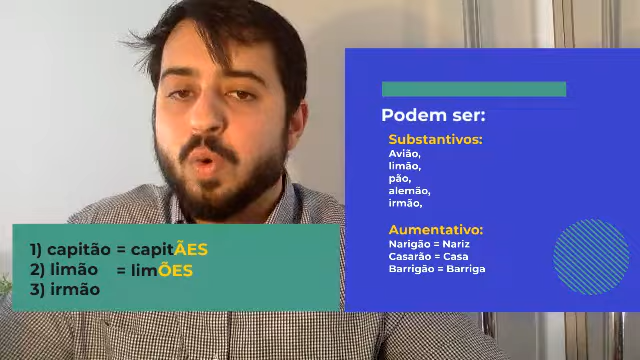 Podem ser:
Substantivos:
Avião,
limão,
pão,
alemão,
irmão,
Aumentativo:
Narigão = Nariz
Casarão = Casa
Barrigão = Barriga
1) capitão = capitÃES
2) limão = limÕES
3) irmão